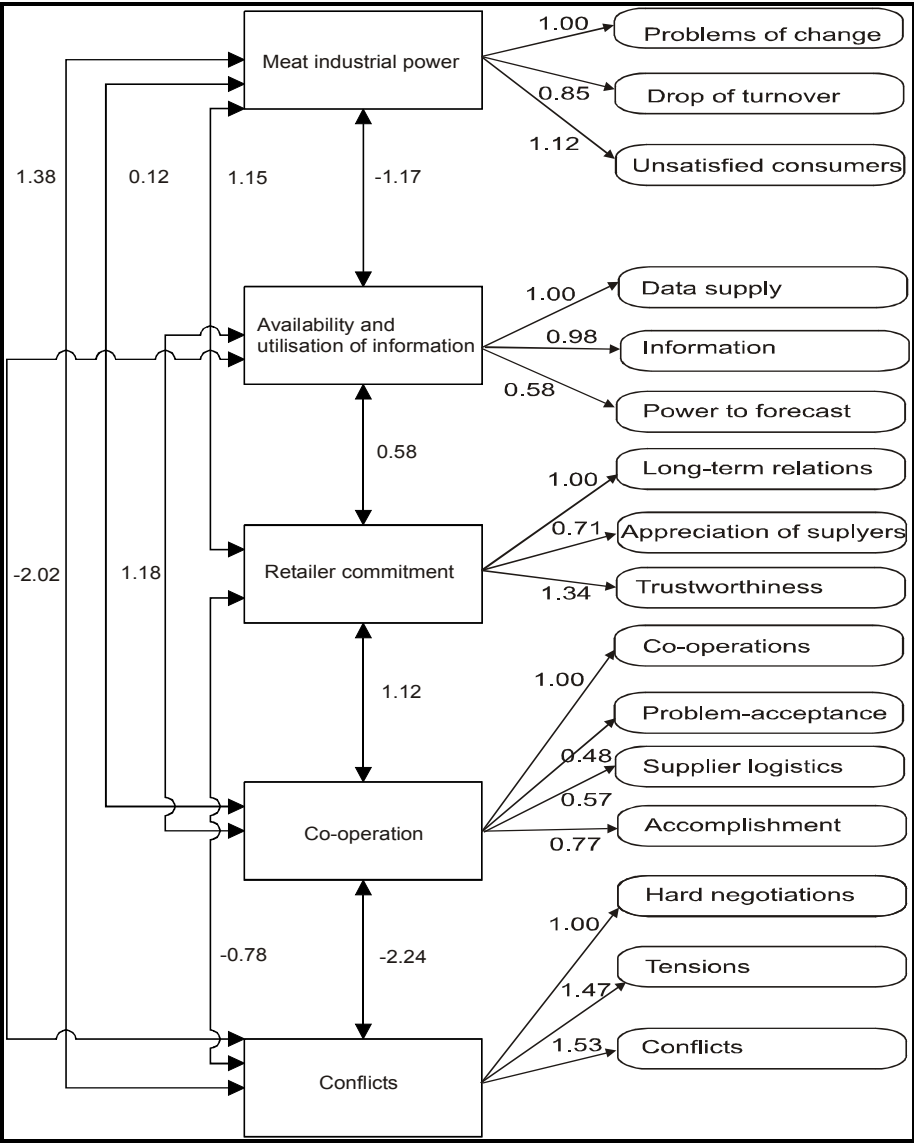 1.00
Problems of change
Meat industrial power
0.85
Drop of turnover
1.12
Unsatisfied consumers
1.38
0.12
1.15
-1.17
1.00
Data supply
Availability and
utilisation of information
0.98
Information
0.58
Power to forecast
0.58
1.00
Long-term relations
0.71
Appreciation of suplyers
Retailer commitment
1.34
Trustworthiness
-2.02
1.18
1.00
Co-operations
1.12
Problem-acceptance
0.48
Supplier logistics
0.57
Co-operation
0.77
Accomplishment
1.00
Hard negotiations
-0.78
-2.24
1.47
Tensions
1.53
Conflicts
Conflicts